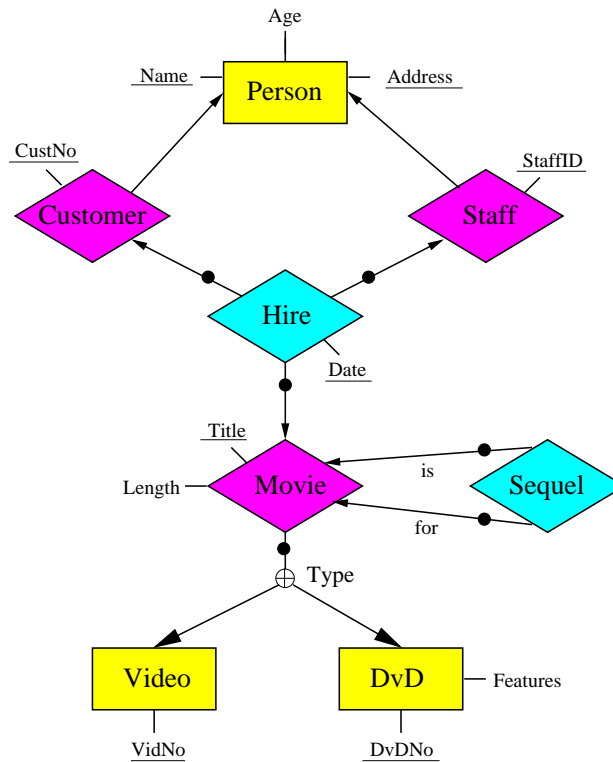 Age
Name
Person
Address
CustNo
StaffID
Customer
Staff
Hire
Date
Title
Length
Movie
is
for
Sequel
Type
Video
DvD
Features
VidNo
DvDNo